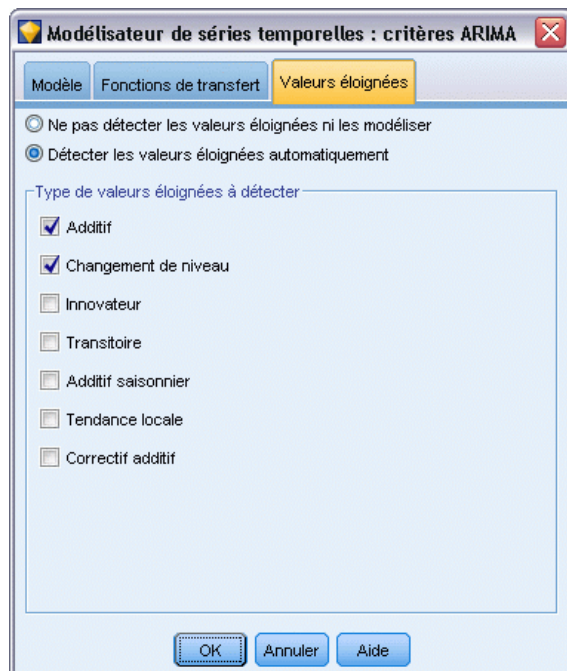 Modélisateur de séries temporelles : critères ARIMA
Modèle Fonctions de transfert Valeurs éloignées
Ne pas détecter les valeurs éloignées ni les modéliser
Détecter les valeurs éloignées automatiquement
Type de valeurs éloignées à détecter
Additif
Changement de niveau
Innovateur
Transitoire
Additif saisonnier
Tendance locale
Correctif additif
OK Annuler Aide